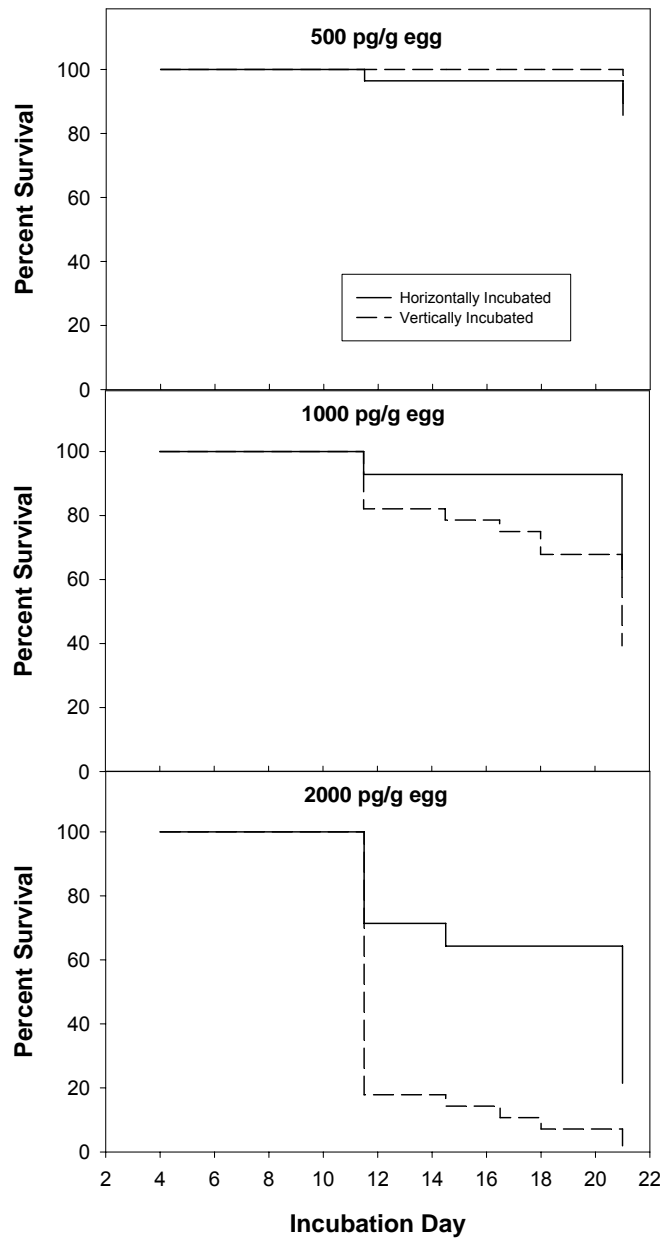 500 pg/g egg
Percent Survival
100
80
60
40
20
0
Horizontally Incubated
Vertically Incubated
1000 pg/g egg
Percent Survival
100
80
60
40
20
0
2000 pg/g egg
Percent Survival
100
80
60
40
20
0
2 4 6 8 10 12 14 16 18 20 22
Incubation Day